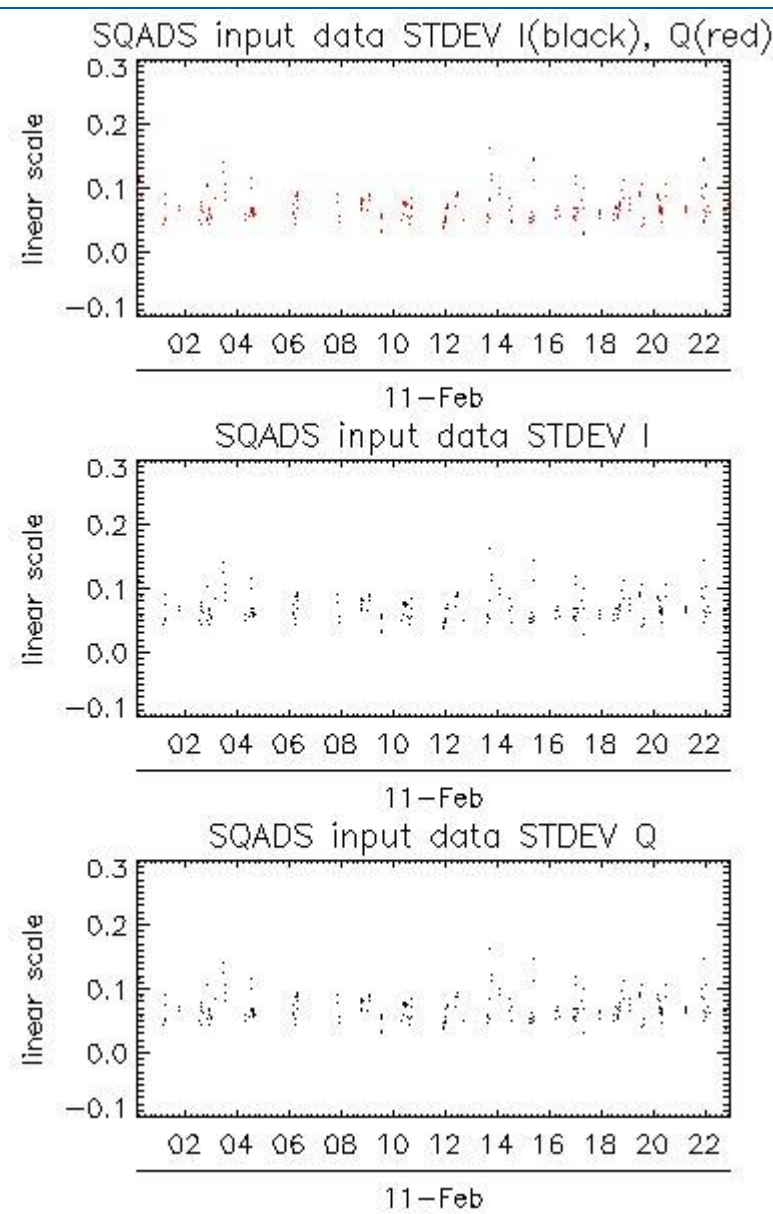 SQADS input data STDEV I(black), Q(red)
0.3
0.2
0.1
0.0
−0.1
linear scale
02 04 06 08 10 12 14 16 18 20 22
11−Feb
SQADS input data STDEV I
0.3
0.2
0.1
0.0
−0.1
linear scale
02 04 06 08 10 12 14 16 18 20 22
11−Feb
SQADS input data STDEV Q
0.3
0.2
0.1
0.0
−0.1
linear scale
02 04 06 08 10 12 14 16 18 20 22
11−Feb